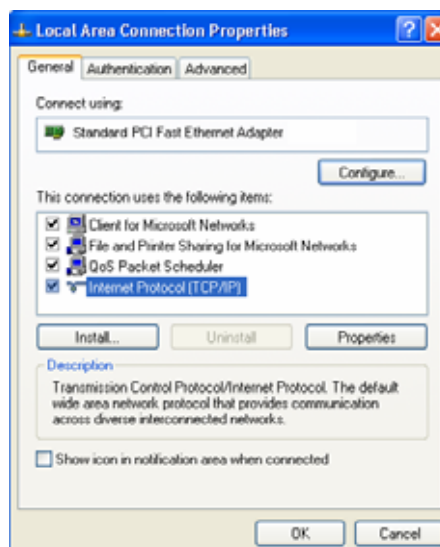 Local Area Connection Properties
General Authentication Advanced
Connect using:
Standard PCI Fast Ethernet Adapter
Configure...
This connection uses the following items:
Client for Microsoft Networks
File and Printer Sharing for Microsoft Networks
QoS Packet Scheduler
Internet Protocol (TCP/IP)
Install... Uninstall Properties
Description
Transmission Control Protocol/Internet Protocol. The default
wide area network protocol that provides communication
across diverse interconnected networks.
Show icon in notification area when connected
OK Cancel